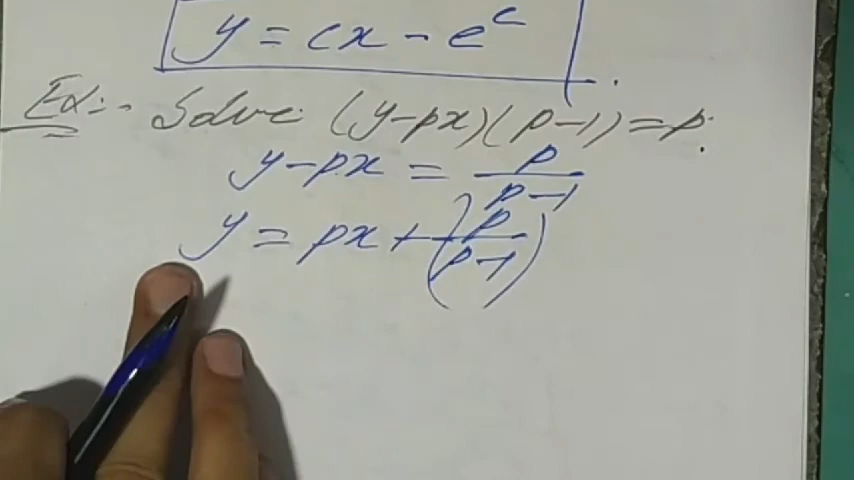 y = cx - e^c
Ex:- Solve (y-px)(p-1)=p.
y-px = p/(p-1)
y = px + (p/(p-1))